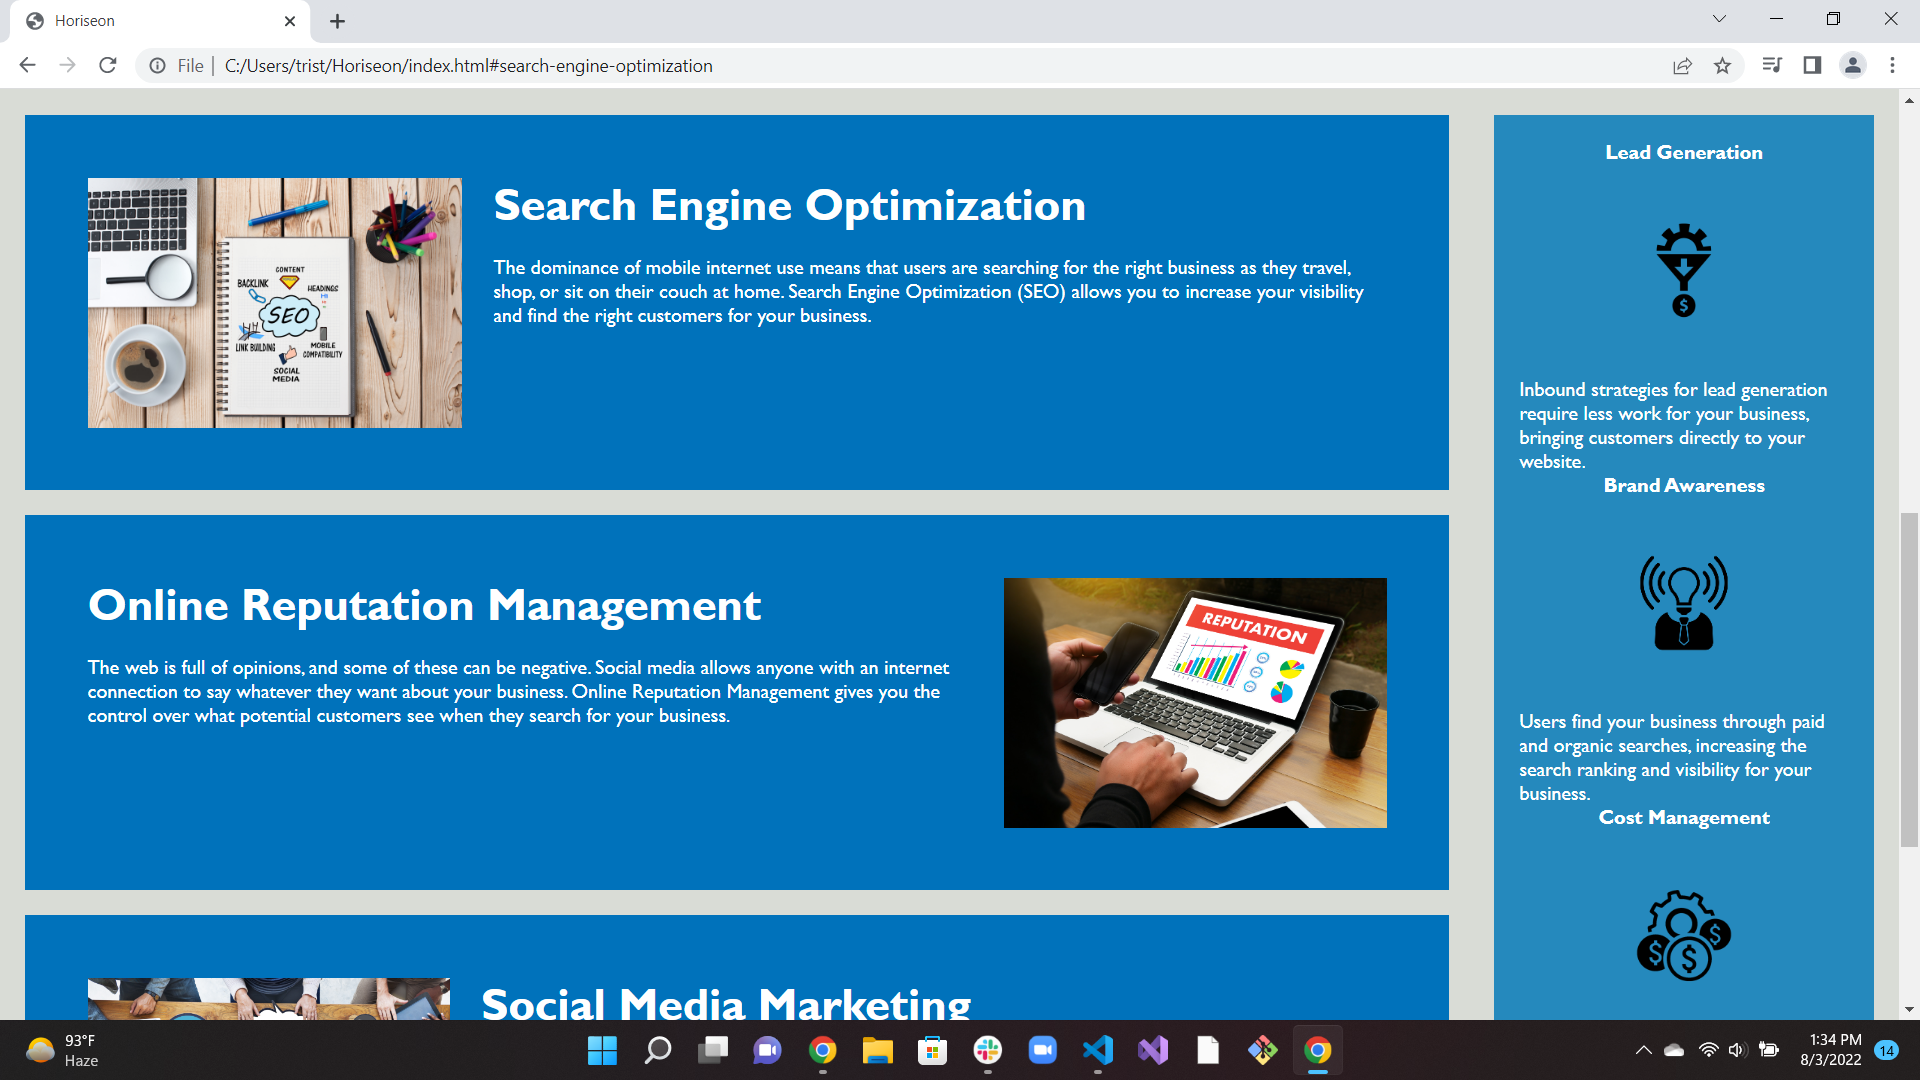 Horiseon
File
C:/Users/trist/Horiseon/index.html#search-engine-optimization
Search Engine Optimization
The dominance of mobile internet use means that users are searching for the right business as they travel,
shop, or sit on their couch at home. Search Engine Optimization (SEO) allows you to increase your visibility
and find the right customers for your business.
CONTENT
BACKLINK
HEADINGS
SEO
LINK BUILDING
MOBILE
COMPATIBILITY
SOCIAL
MEDIA
Online Reputation Management
The web is full of opinions, and some of these can be negative. Social media allows anyone with an internet
connection to say whatever they want about your business. Online Reputation Management gives you the
control over what potential customers see when they search for your business.
REPUTATION
Social Media Marketing
Lead Generation
$
Inbound strategies for lead generation
require less work for your business,
bringing customers directly to your
website.
Brand Awareness
Users find your business through paid
and organic searches, increasing the
search ranking and visibility for your
business.
Cost Management
$ $ $
93°F
Haze
1:34 PM
8/3/2022
14